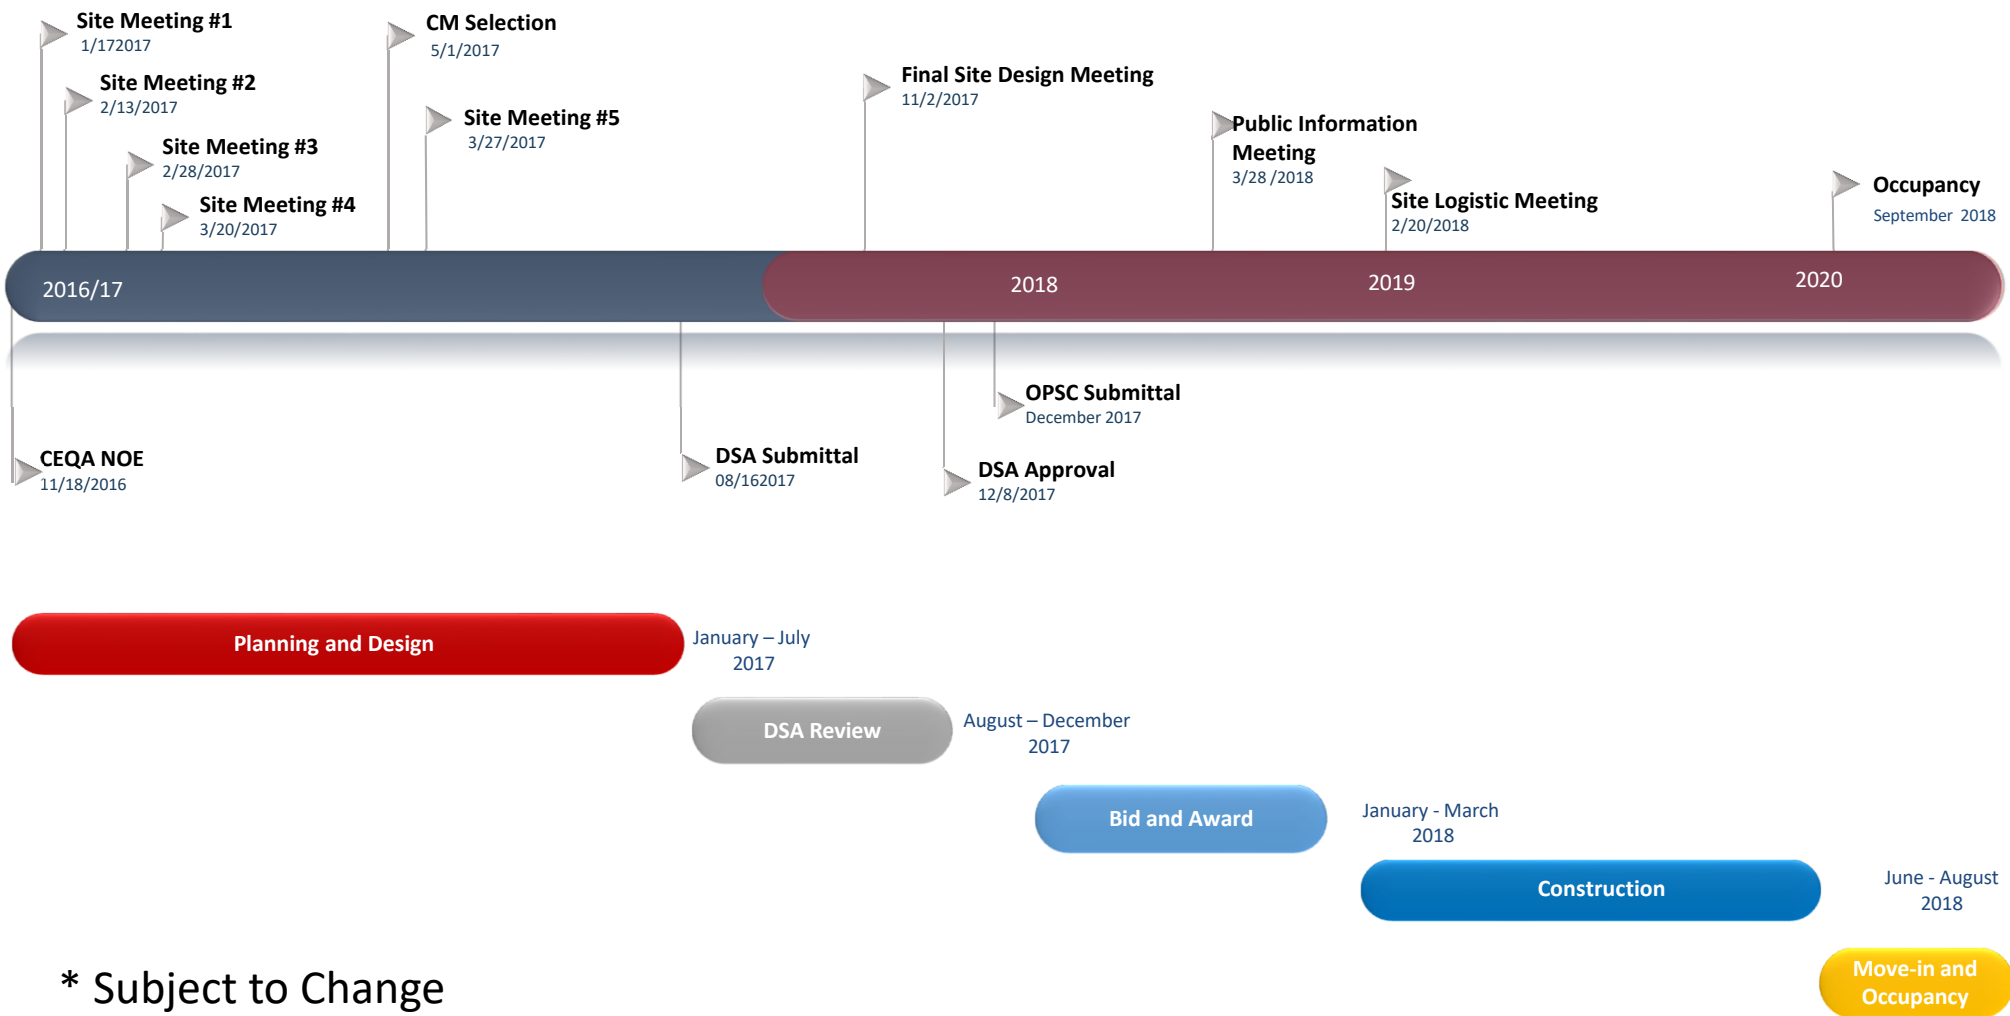 Site Meeting #1
1/172017
Site Meeting #2
2/13/2017
Site Meeting #3
2/28/2017
Site Meeting #4
3/20/2017
CM Selection
5/1/2017
Site Meeting #5
3/27/2017
Final Site Design Meeting
11/2/2017
Public Information
Meeting
3/28 /2018
Site Logistic Meeting
2/20/2018
Occupancy
September 2018
2016/17
2018
2019
2020
CEQA NOE
11/18/2016
DSA Submittal
08/162017
OPSC Submittal
December 2017
DSA Approval
12/8/2017
Planning and Design
January – July
2017
DSA Review
August – December
2017
Bid and Award
January - March
2018
Construction
June - August
2018
Move-in and
Occupancy
* Subject to Change